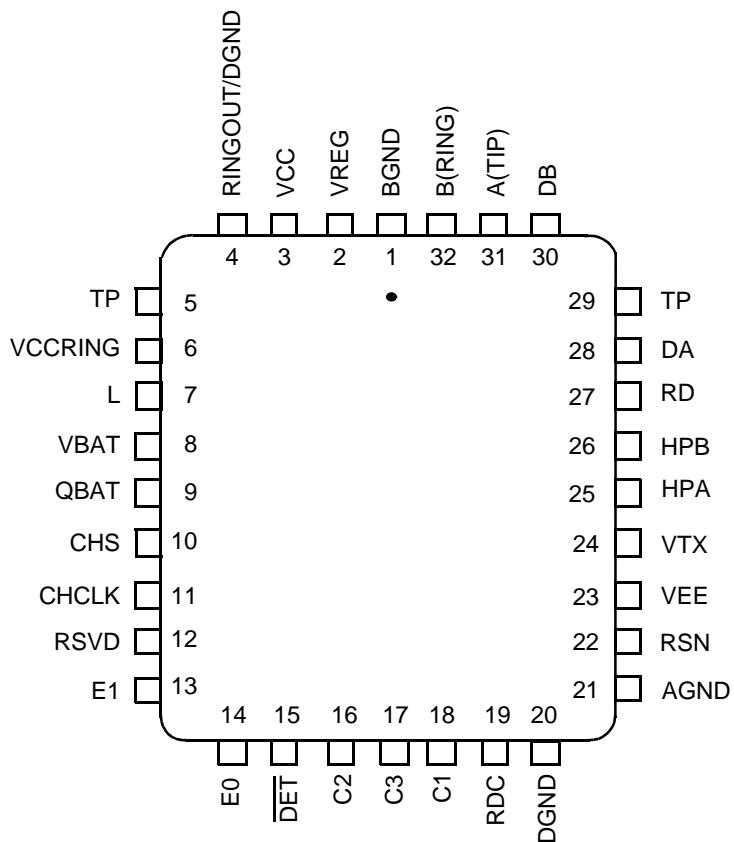 RINGOUT/DGND
VCC
VREG
BGND
B(RING)
A(TIP)
DB
4 3 2 1 32 31 30
TP 5 29 TP
VCCRING 6 28 DA
L 7 27 RD
VBAT 8 26 HPB
QBAT 9 25 HPA
CHS 10 24 VTX
CHCLK 11 23 VEE
RSVD 12 22 RSN
E1 13 21 AGND
14 15 16 17 18 19 20
E0
DET
C2
C3
C1
RDC
DGND